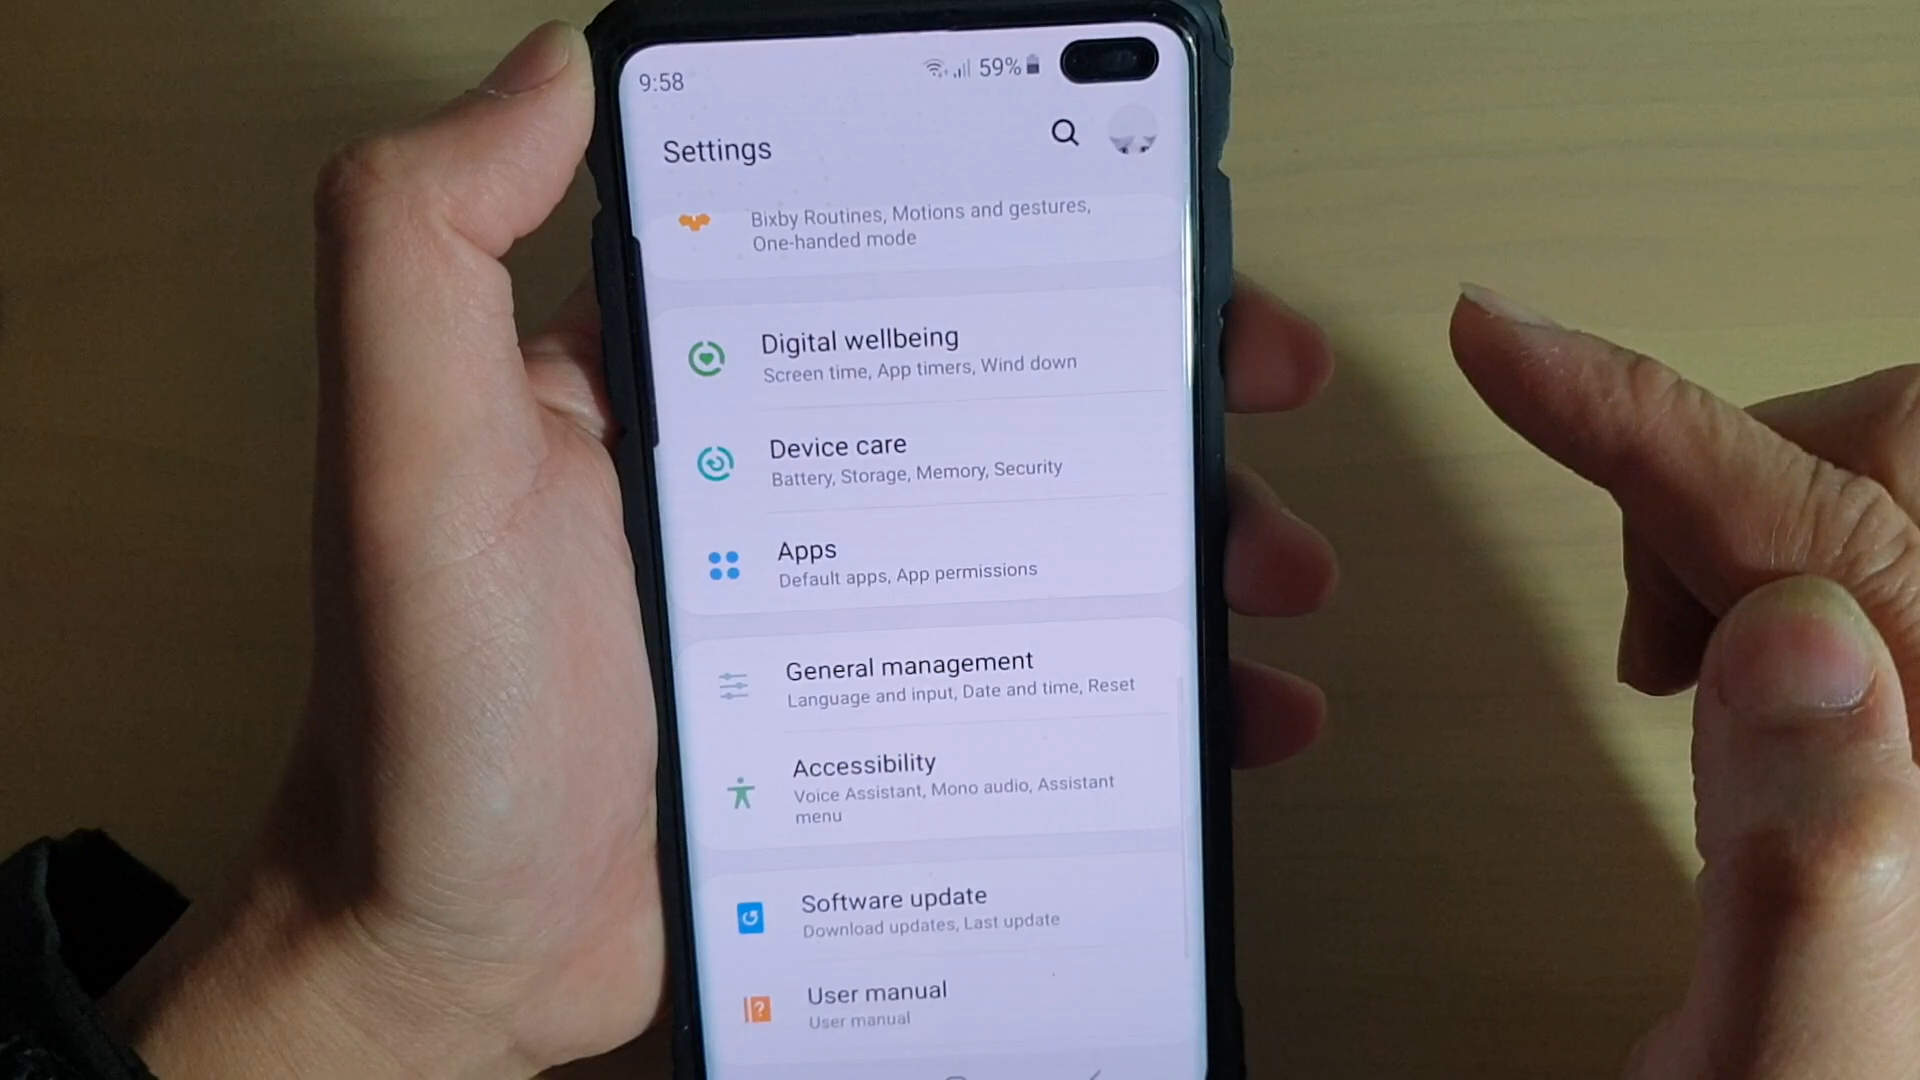 9:58
59%
Settings
Bixby Routines, Motions and gestures,
One-handed mode
Digital wellbeing
Screen time, App timers, Wind down
Device care
Battery, Storage, Memory, Security
Apps
Default apps, App permissions
General management
Language and input, Date and time, Reset
Accessibility
Voice Assistant, Mono audio, Assistant
menu
Software update
Download updates, Last update
?
User manual
User manual